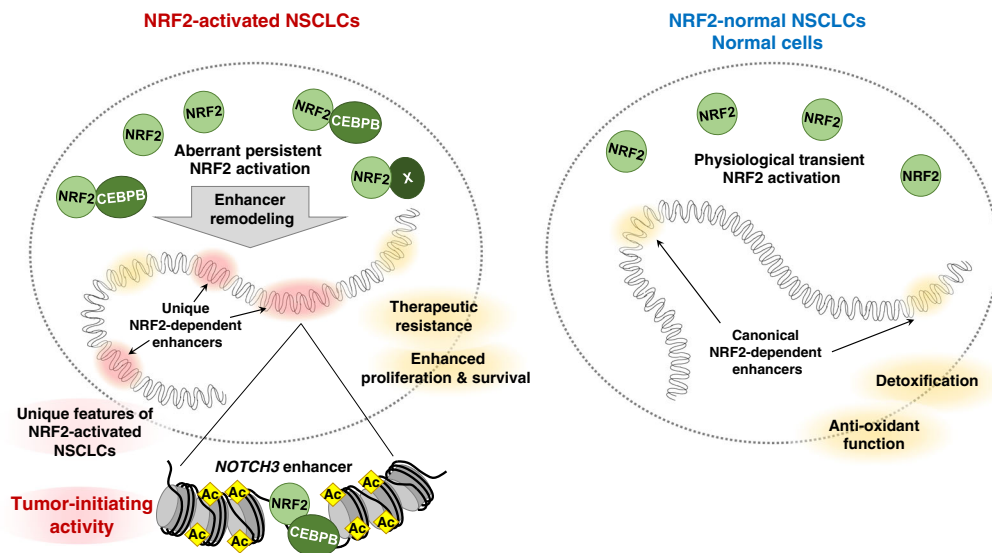 NRF2-activated NSCLCs
NRF2
NRF2
NRF2
NRF2
CEBPB
NRF2
CEBPB
NRF2
X
Aberrant persistent
NRF2 activation
Enhancer
remodeling
Unique
NRF2-dependent
enhancers
Therapeutic
resistance
Enhanced
proliferation & survival
Unique features of
NRF2-activated
NSCLCs
Tumor-initiating
activity
NOTCH3 enhancer
Ac
Ac
Ac
Ac
NRF2
CEBPB
Ac
Ac
Ac
Ac
NRF2-normal NSCLCs
Normal cells
NRF2
NRF2
NRF2
NRF2
Physiological transient
NRF2 activation
Canonical
NRF2-dependent
enhancers
Detoxification
Anti-oxidant
function